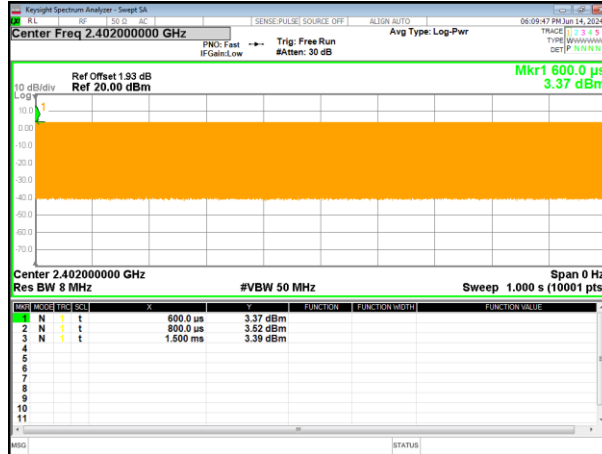 Keysight Spectrum Analyzer - Swept SA
RL RF 50 Ω AC SENSE:PULSE SOURCE OFF ALIGN AUTO 06:09:47 PM Jun 14, 2024
Center Freq 2.402000000 GHz Avg Type: Log-Pwr TRACE 1 2 3 4 5
PNO: Fast Trig: Free Run TYPE WWWWW
IFGain:Low #Atten: 30 dB DET P N N N N
Mkr1 600.0 µs
Ref Offset 1.93 dB 3.37 dBm
10 dB/div Ref 20.00 dBm
Log
1
10.0
0.00
-10.0
-20.0
-30.0
-40.0
-50.0
-60.0
-70.0
Center 2.402000000 GHz Span 0 Hz
Res BW 8 MHz #VBW 50 MHz Sweep 1.000 s (10001 pts
MKR MODE TRC SCL X Y FUNCTION FUNCTION WIDTH FUNCTION VALUE
1 N 1 t 600.0 µs 3.37 dBm
2 N 1 t 800.0 µs 3.52 dBm
3 N 1 t 1.500 ms 3.39 dBm
4
5
6
7
8
9
10
11
MSG STATUS